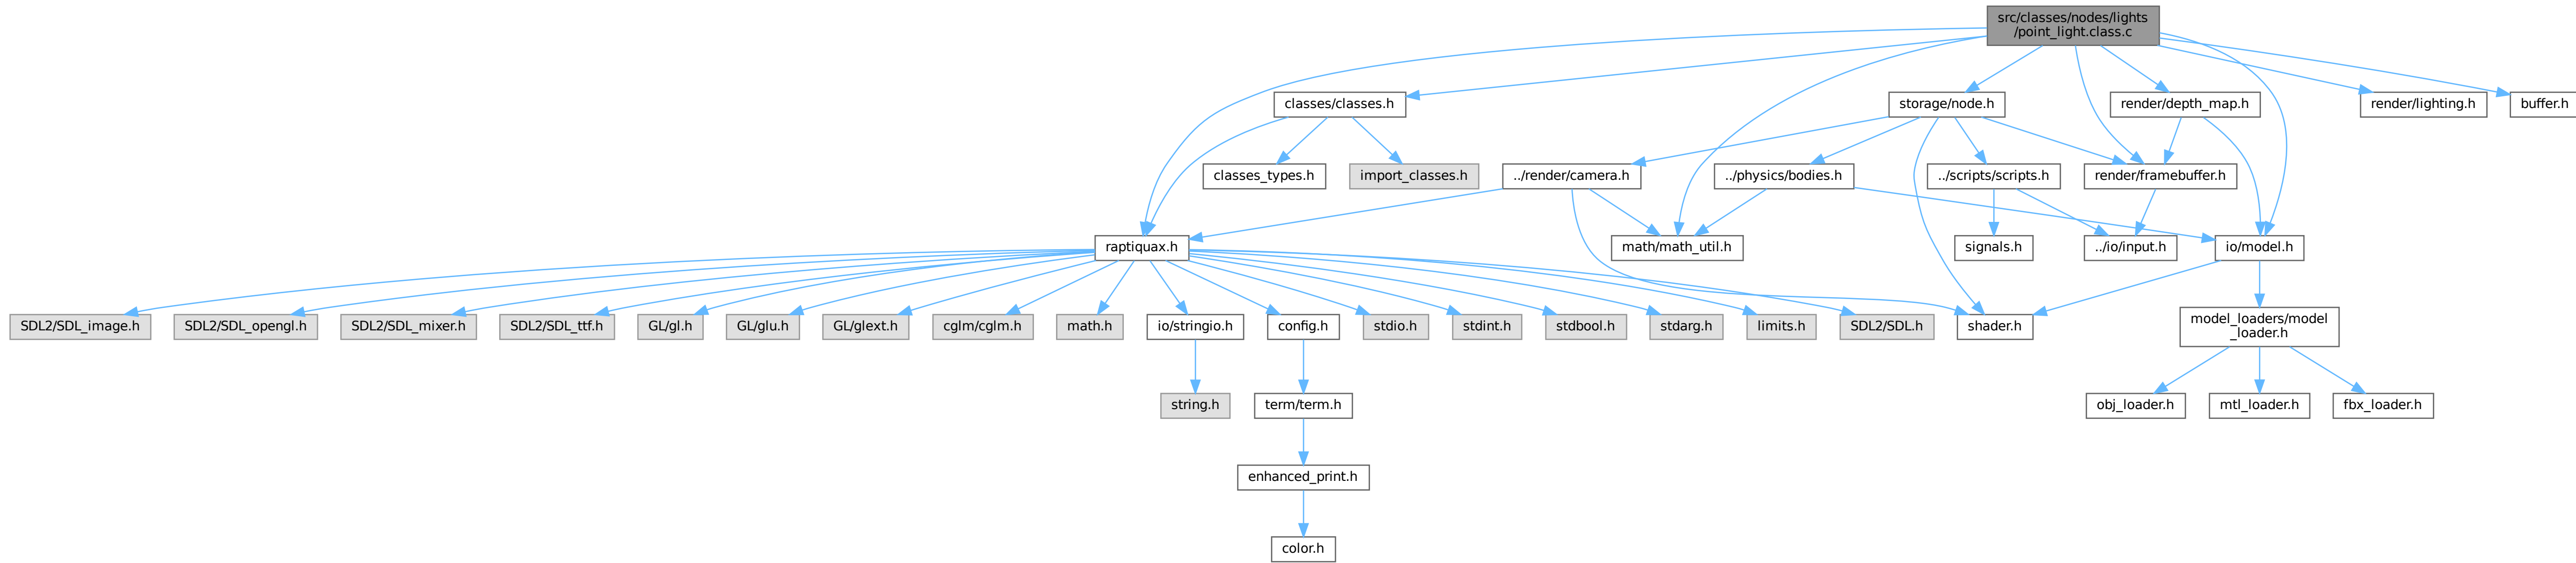 src/classes/nodes/lights
/point_light.class.c
classes/classes.h
storage/node.h
render/depth_map.h
render/lighting.h
buffer.h
classes_types.h
import_classes.h
../render/camera.h
../physics/bodies.h
../scripts/scripts.h
render/framebuffer.h
raptiquax.h
math/math_util.h
signals.h
../io/input.h
io/model.h
SDL2/SDL_image.h
SDL2/SDL_opengl.h
SDL2/SDL_mixer.h
SDL2/SDL_ttf.h
GL/gl.h
GL/glu.h
GL/glext.h
cglm/cglm.h
math.h
io/stringio.h
config.h
stdio.h
stdint.h
stdbool.h
stdarg.h
limits.h
SDL2/SDL.h
shader.h
model_loaders/model
_loader.h
string.h
term/term.h
obj_loader.h
mtl_loader.h
fbx_loader.h
enhanced_print.h
color.h